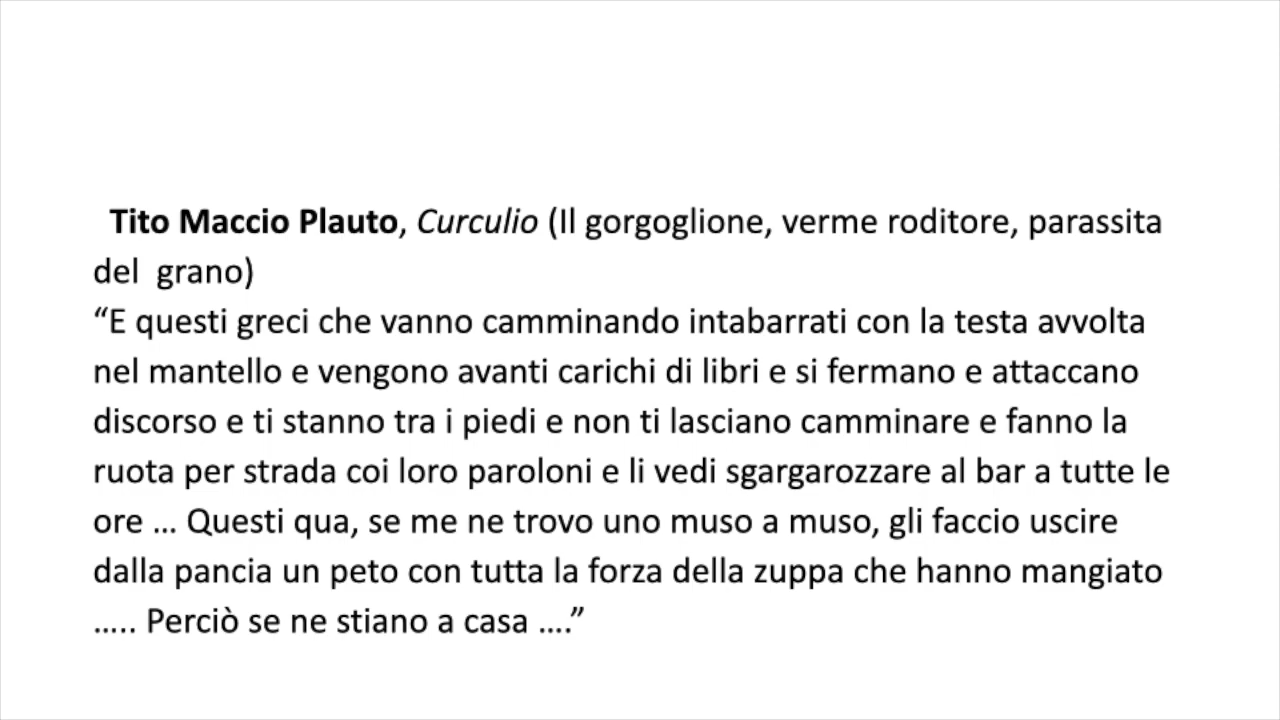 Tito Maccio Plauto, Curculio (Il gorgoglione, verme roditore, parassita
del  grano)
“E questi greci che vanno camminando intabarrati con la testa avvolta
nel mantello e vengono avanti carichi di libri e si fermano e attaccano
discorso e ti stanno tra i piedi e non ti lasciano camminare e fanno la
ruota per strada coi loro paroloni e li vedi sgargarozzare al bar a tutte le
ore … Questi qua, se me ne trovo uno muso a muso, gli faccio uscire
dalla pancia un peto con tutta la forza della zuppa che hanno mangiato
….. Perciò se ne stiano a casa ….”